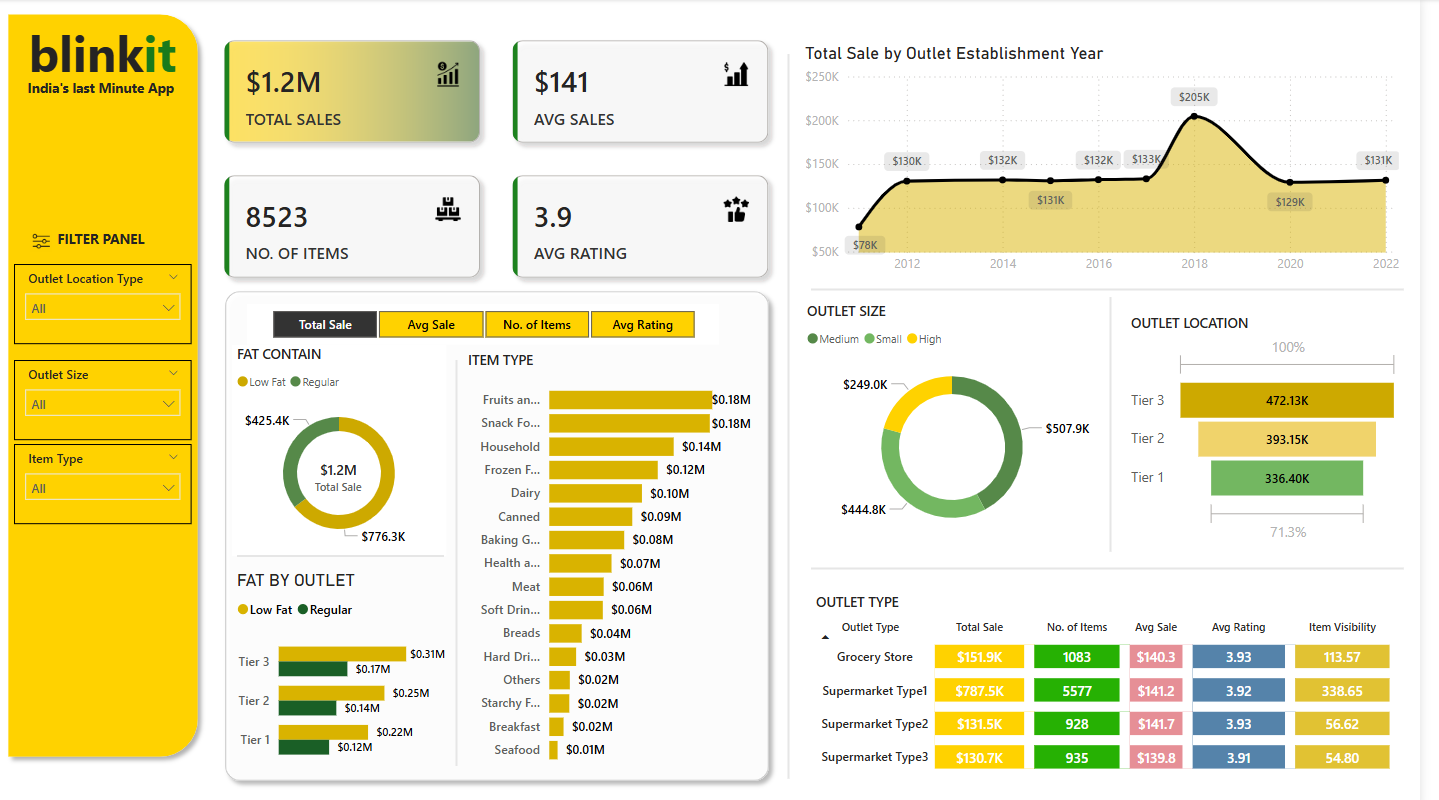 blinkit
India's last Minute App
FILTER PANEL
Outlet Location Type
All
Outlet Size
All
Item Type
All
$1.2M
TOTAL SALES
$141
AVG SALES
8523
NO. OF ITEMS
3.9
AVG RATING
Total Sale
Avg Sale
No. of Items
Avg Rating
FAT CONTAIN
Low Fat
Regular
$425.4K
$1.2M
Total Sale
$776.3K
FAT BY OUTLET
Low Fat
Regular
Tier 3
$0.31M
$0.17M
Tier 2
$0.25M
$0.14M
Tier 1
$0.22M
$0.12M
ITEM TYPE
Fruits an... $0.18M
Snack Fo... $0.18M
Household $0.14M
Frozen F... $0.12M
Dairy $0.10M
Canned $0.09M
Baking G... $0.08M
Health a... $0.07M
Meat $0.06M
Soft Drin... $0.06M
Breads $0.04M
Hard Dri... $0.03M
Others $0.02M
Starchy F... $0.02M
Breakfast $0.02M
Seafood $0.01M
Total Sale by Outlet Establishment Year
$250K
$200K
$150K
$100K
$50K
$78K
$130K
$132K
$131K
$132K
$133K
$205K
$129K
$131K
2012 2014 2016 2018 2020 2022
OUTLET SIZE
Medium Small High
$249.0K
$507.9K
$444.8K
OUTLET LOCATION
100%
Tier 3 472.13K
Tier 2 393.15K
Tier 1 336.40K
71.3%
OUTLET TYPE
Outlet Type Total Sale No. of Items Avg Sale Avg Rating Item Visibility
Grocery Store $151.9K 1083 $140.3 3.93 113.57
Supermarket Type1 $787.5K 5577 $141.2 3.92 338.65
Supermarket Type2 $131.5K 928 $141.7 3.93 56.62
Supermarket Type3 $130.7K 935 $139.8 3.91 54.80